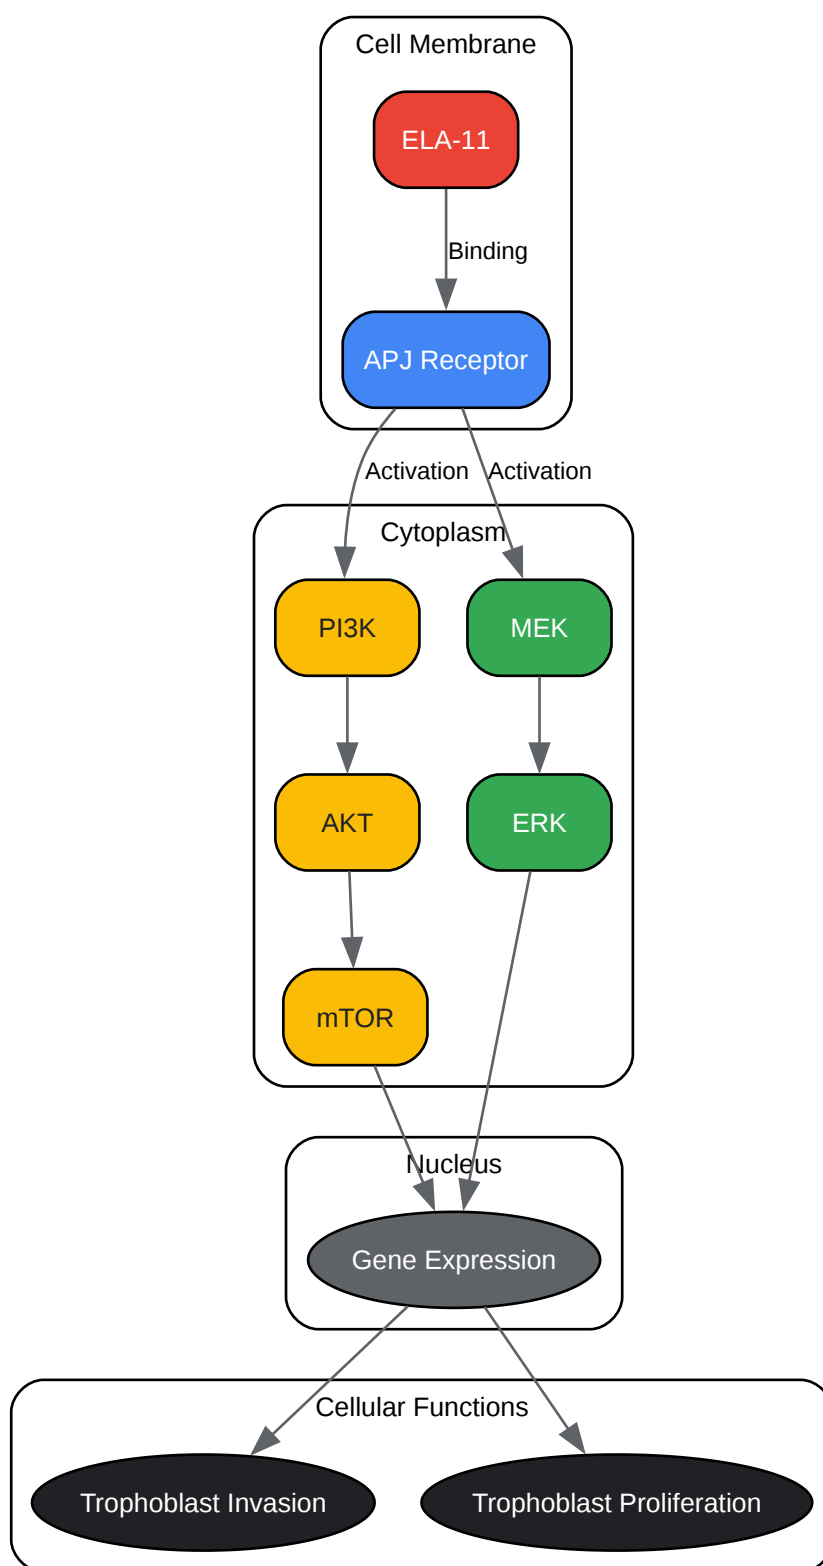 Cell Membrane
ELA-11
Binding
APJ Receptor
Activation
Activation
Cytoplasm
PI3K
MEK
AKT
ERK
mTOR
Nucleus
Gene Expression
Cellular Functions
Trophoblast Invasion
Trophoblast Proliferation